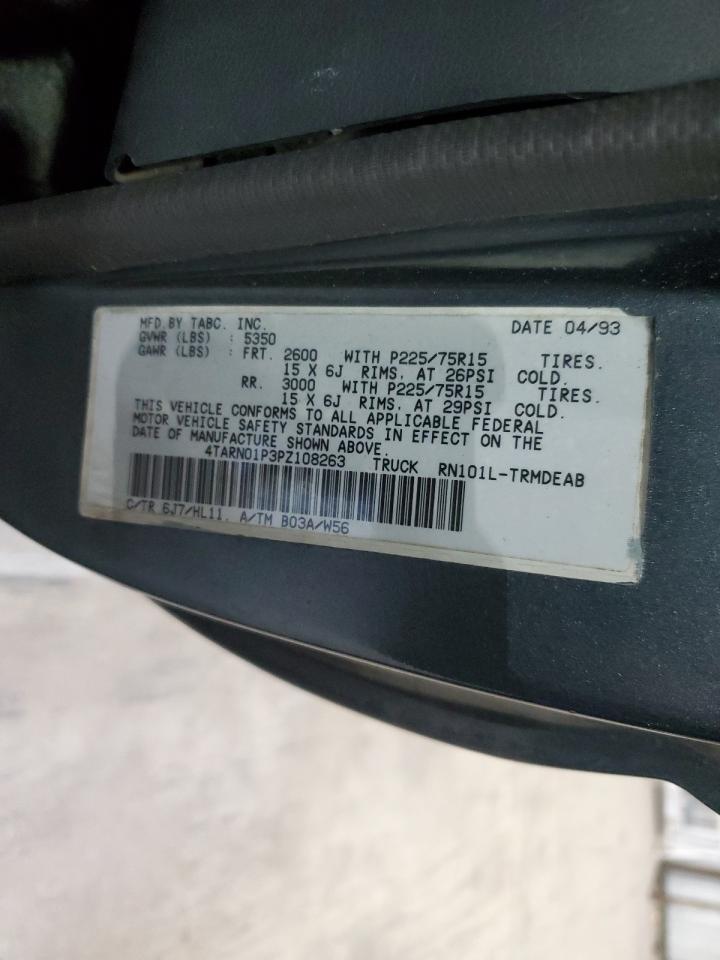 MFD.BY TABC. INC. DATE 04/93
GVWR (LBS) : 5350
GAWR (LBS) : FRT. 2600 WITH P225/75R15 TIRES.
15 X 6J RIMS, AT 26PSI COLD.
RR. 3000 WITH P225/75R15 TIRES.
15 X 6J RIMS, AT 29PSI COLD.
THIS VEHICLE CONFORMS TO ALL APPLICABLE FEDERAL
MOTOR VEHICLE SAFETY STANDARDS IN EFFECT ON THE
DATE OF MANUFACTURE SHOWN ABOVE.
4TARN01P3PZ108263 TRUCK RN101L-TRMDEAB
C/TR 6J7/HL11, A/TM B03A/W56